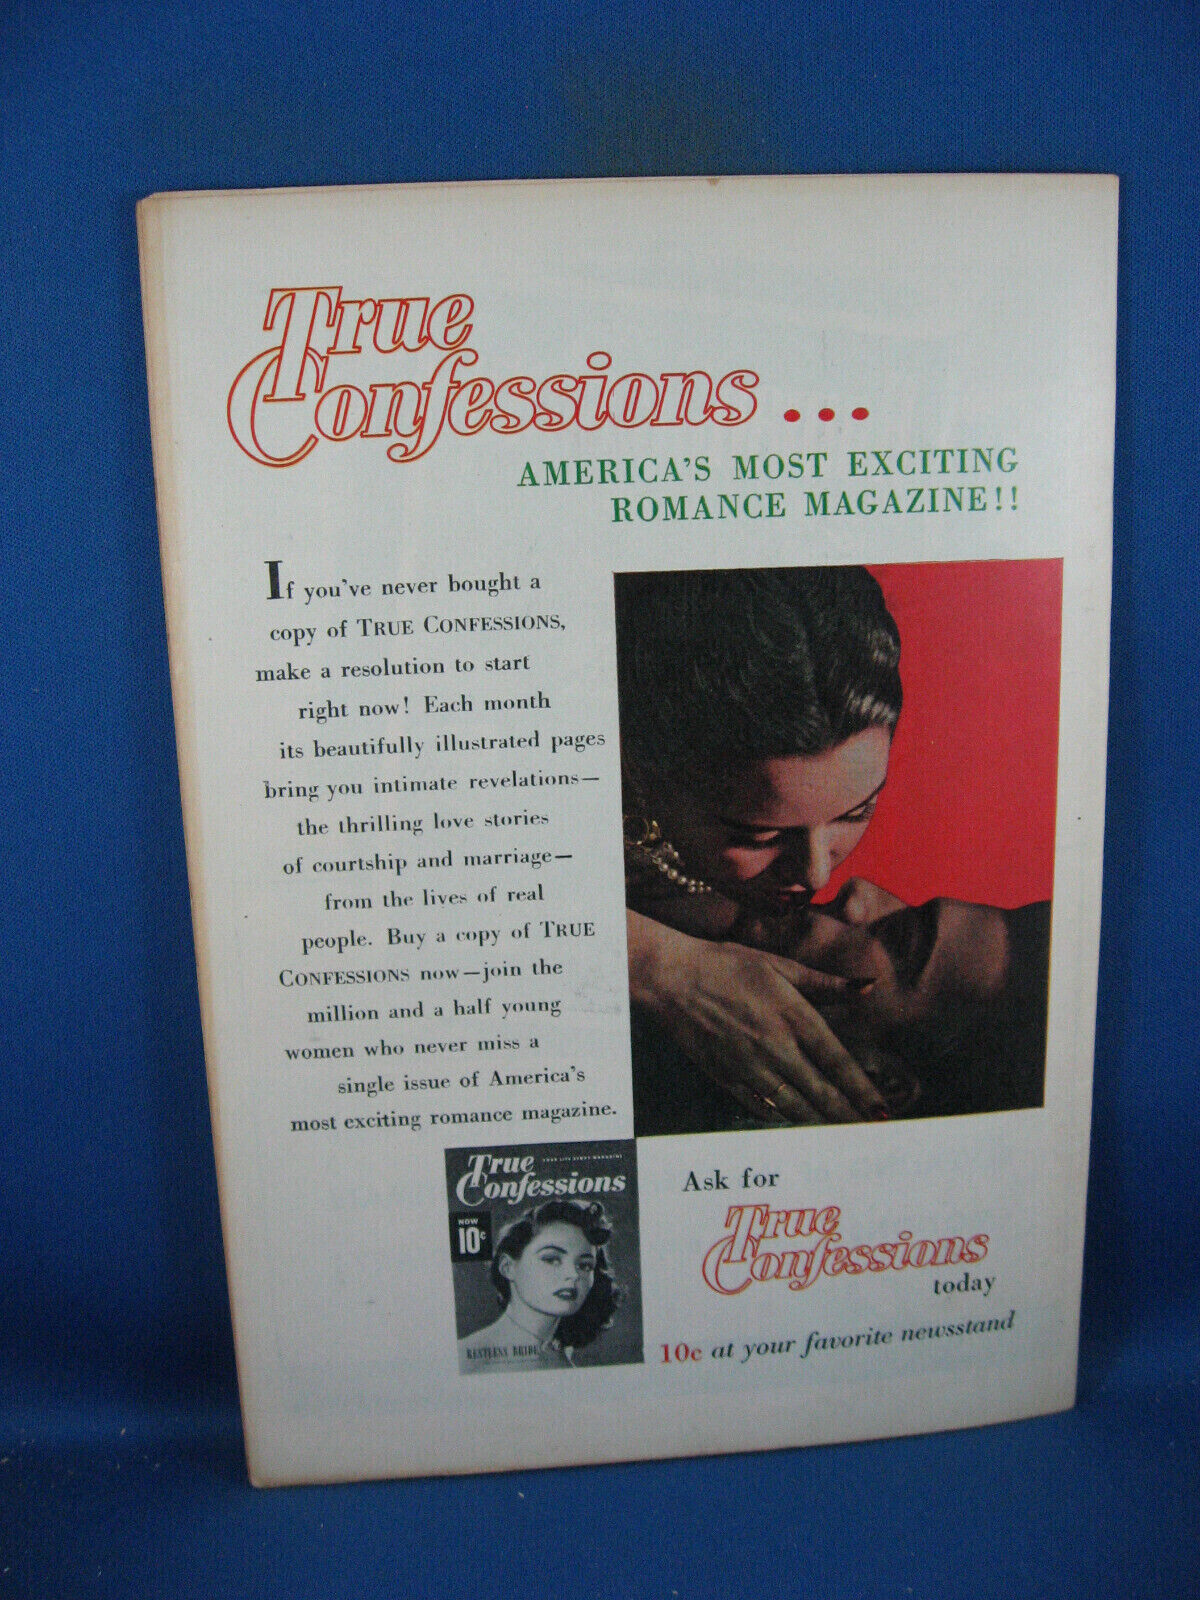 True
Confessions...
AMERICA'S MOST EXCITING
ROMANCE MAGAZINE!!
If you've never bought a
copy of TRUE CONFESSIONS,
make a resolution to start
right now! Each month
its beautifully illustrated pages
bring you intimate revelations—
the thrilling love stories
of courtship and marriage—
from the lives of real
people. Buy a copy of TRUE
CONFESSIONS now—join the
million and a half young
women who never miss a
single issue of America's
most exciting romance magazine.
True
Confessions
NOW
10¢
RESTLESS BRIDE
Ask for
True
Confessions
today
10c at your favorite newsstand